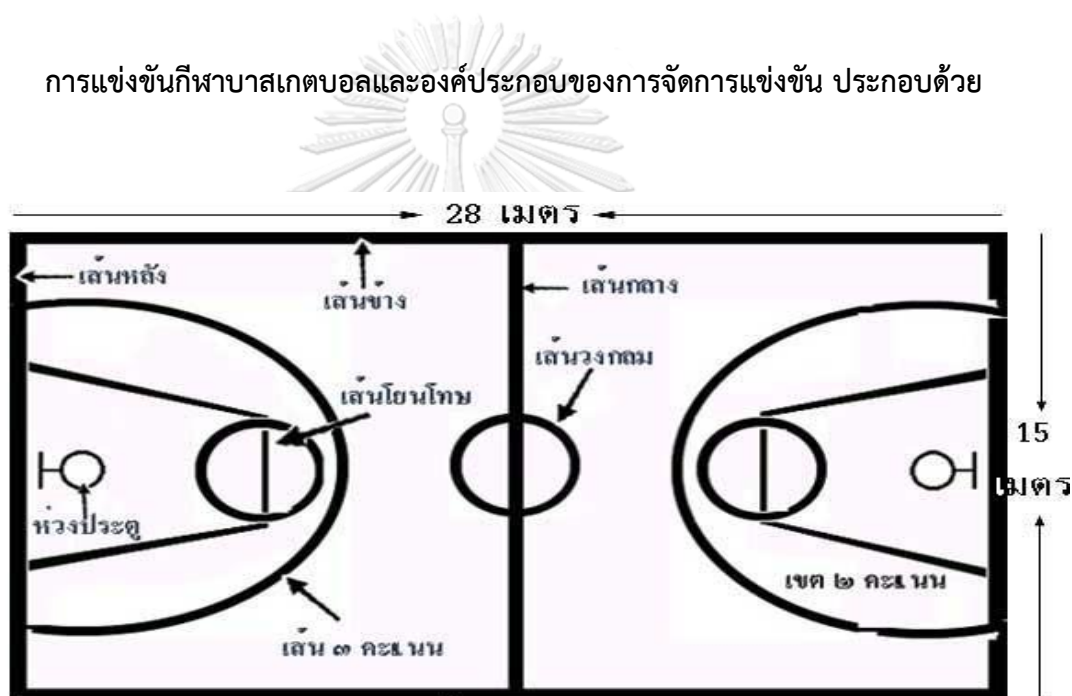 การแข่งขันกีฬาบาสเกตบอลและองค์ประกอบของการจัดการแข่งขัน ประกอบด้วย
28 เมตร
เส้นหลัง
เส้นข้าง
เส้นกลาง
เส้นวงกลม
เส้นโยนโทษ
15
เมตร
ห่วงประตู
เขต ๒ คะแนน
เส้น ๓ คะแนน